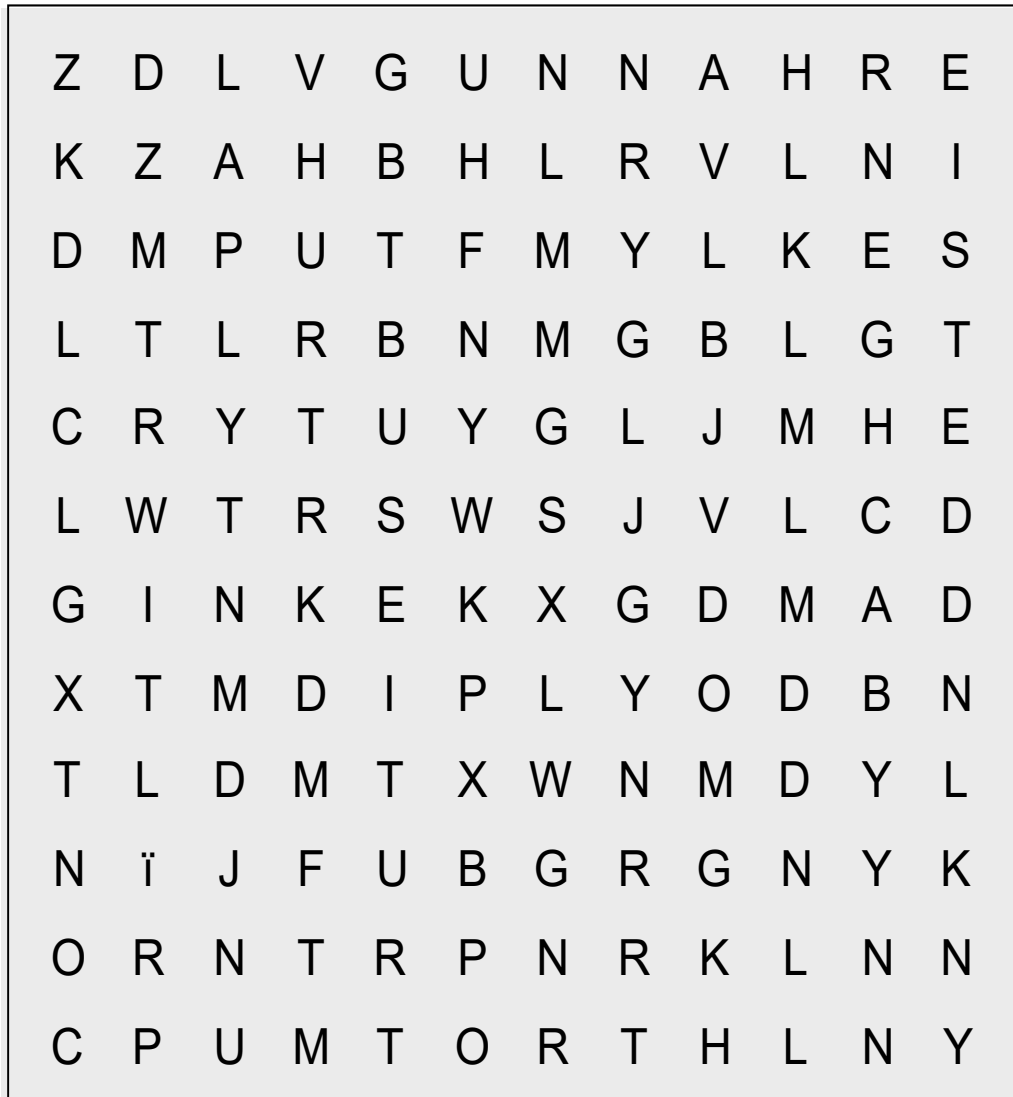 Z D L V G U N N A H R E
K Z A H B H L R V L N I
D M P U T F M Y L K E S
L T L R B N M G B L G T
C R Y T U Y G L J M H E
L W T R S W S J V L C D
G I N K E K X G D M A D
X T M D I P L Y O D B N
T L D M T X W N M D Y L
N ï J F U B G R G N Y K
O R N T R P N R K L N N
C P U M T O R T H L N Y